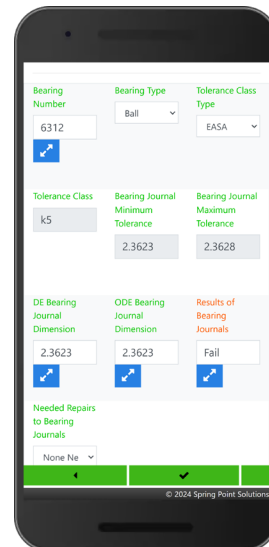 Bearing Number
6312
Bearing Type
Ball
Tolerance Class Type
EASA
Tolerance Class
k5
Bearing Journal Minimum Tolerance
2.3623
Bearing Journal Maximum Tolerance
2.3628
DE Bearing Journal Dimension
2.3623
ODE Bearing Journal Dimension
2.3623
Results of Bearing Journals
Fail
Needed Repairs to Bearing Journals
None Ne
© 2024 Spring Point Solutions